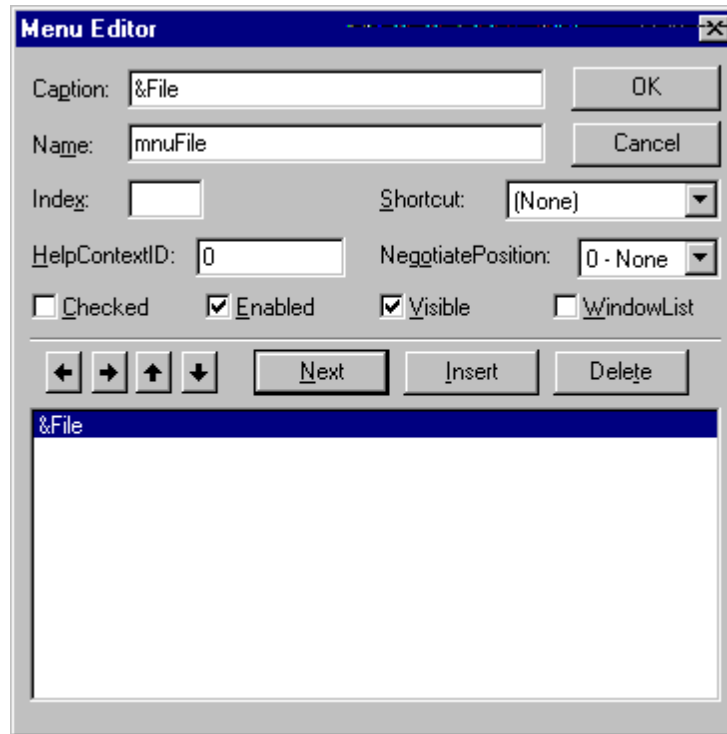 Menu Editor
Caption: &File OK
Name: mnuFile Cancel
Index: Shortcut: (None)
HelpContextID: 0 NegotiatePosition: 0 - None
Checked Enabled Visible WindowList
Next Insert Delete
&File